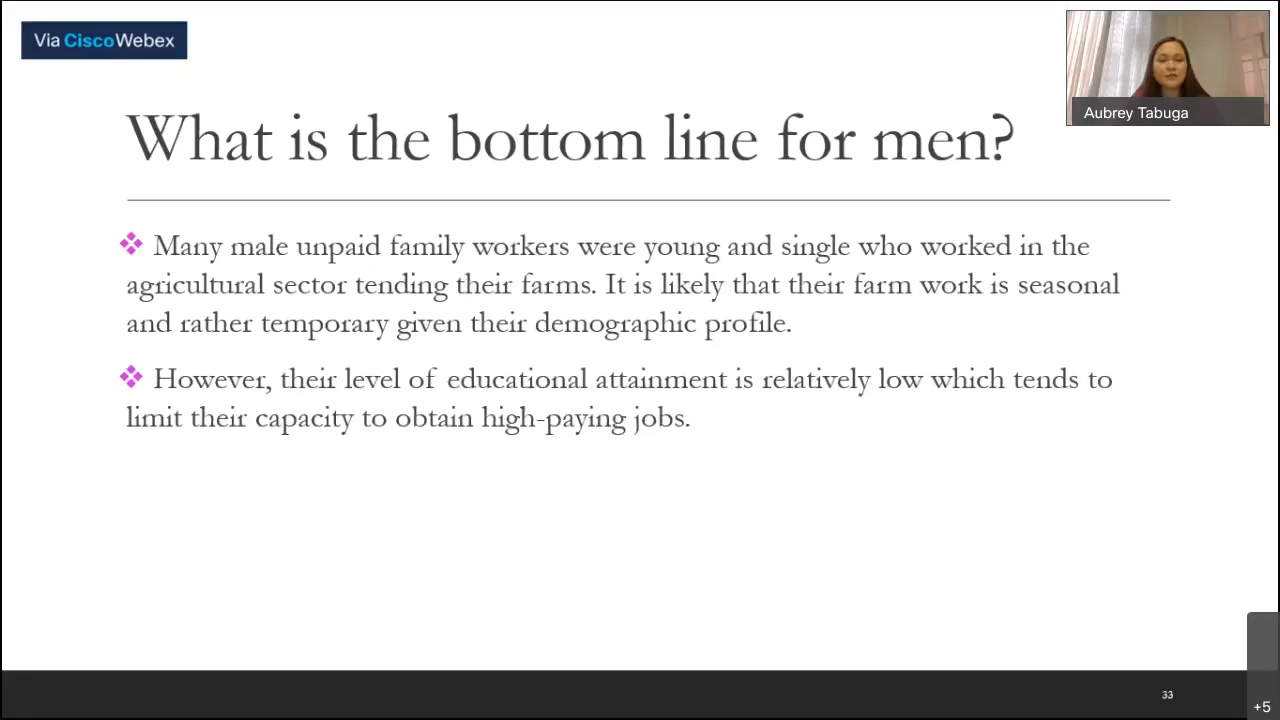 Via CiscoWebex
Aubrey Tabuga
What is the bottom line for men?
Many male unpaid family workers were young and single who worked in the
agricultural sector tending their farms. It is likely that their farm work is seasonal
and rather temporary given their demographic profile.
However, their level of educational attainment is relatively low which tends to
limit their capacity to obtain high-paying jobs.
33
+5